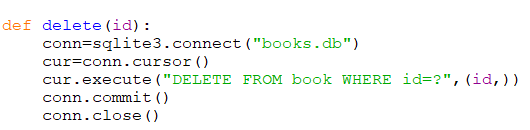 def delete(id):
    conn=sqlite3.connect("books.db")
    cur=conn.cursor()
    cur.execute("DELETE FROM book WHERE id=?",(id,))
    conn.commit()
    conn.close()